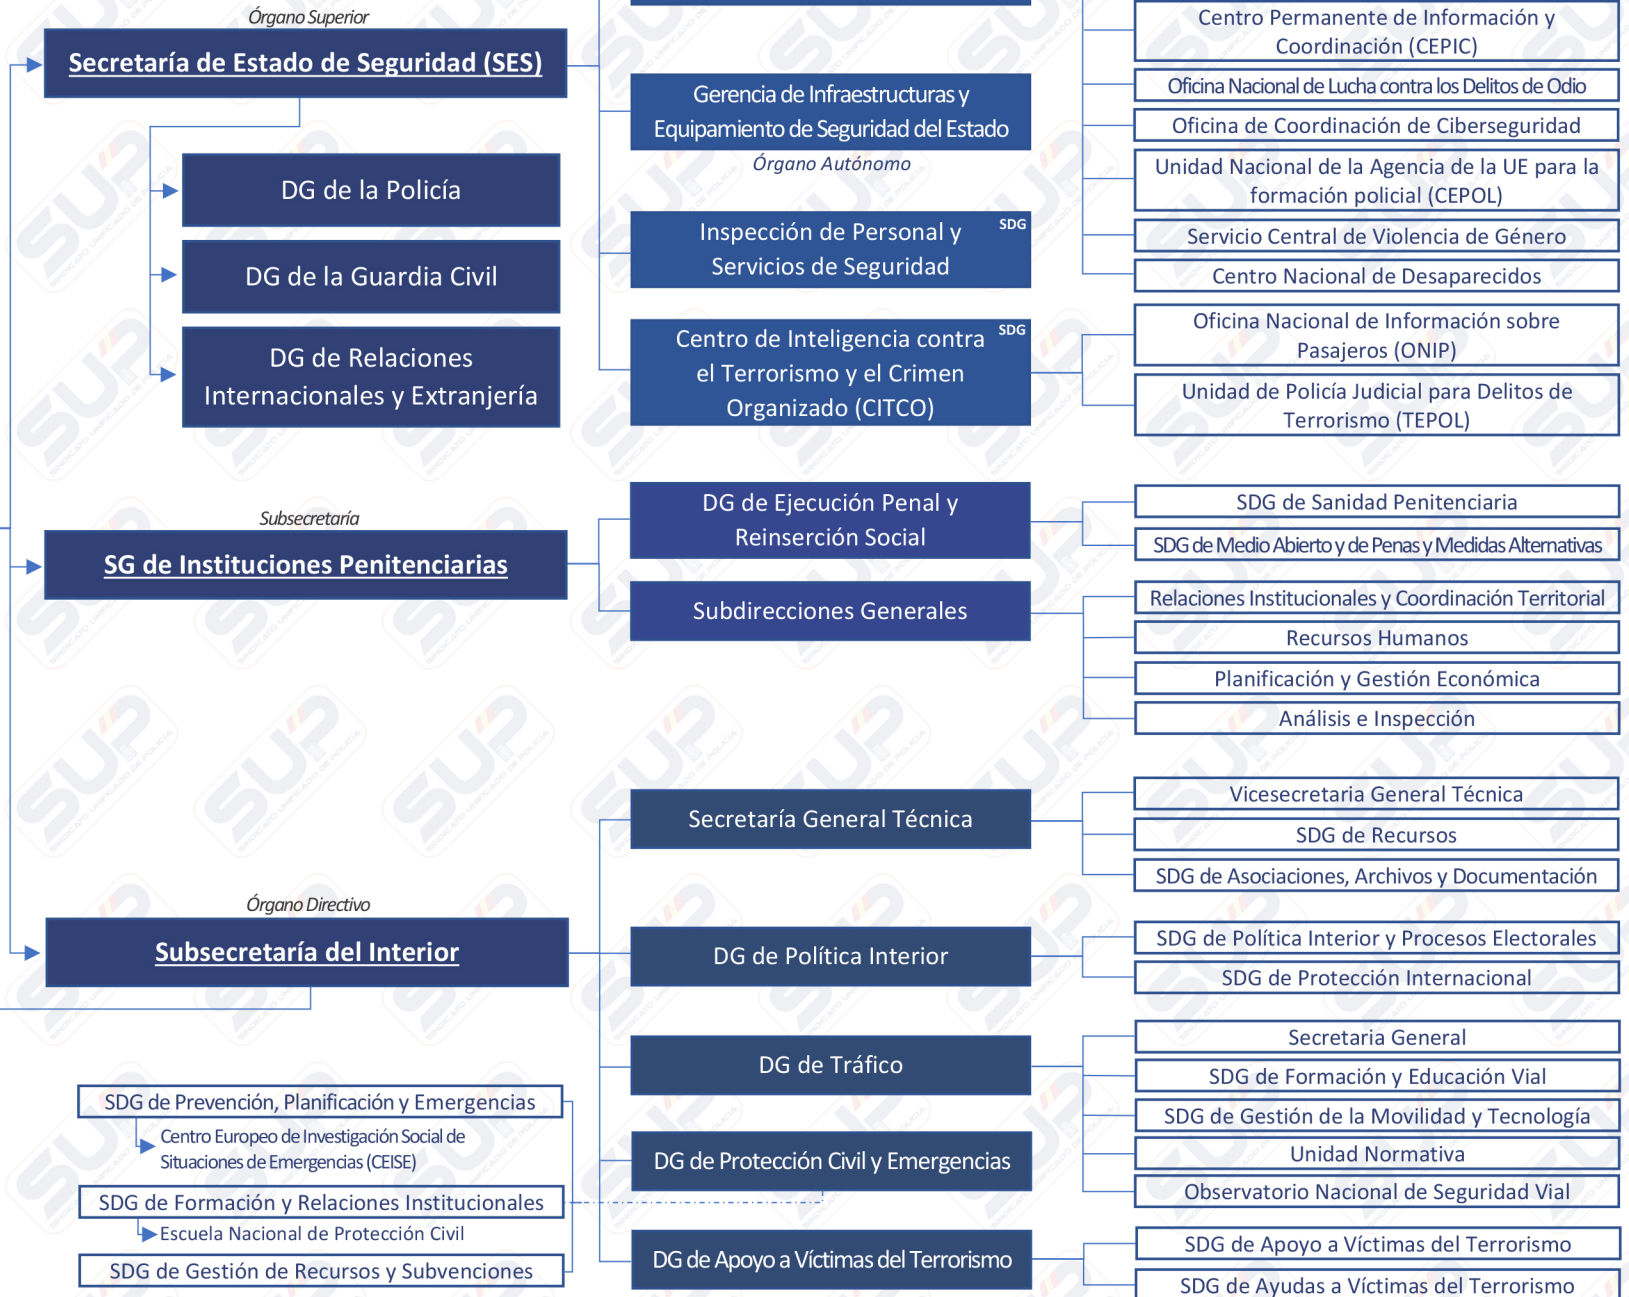 Órgano Superior
Secretaría de Estado de Seguridad (SES)
DG de la Policía
DG de la Guardia Civil
DG de Relaciones
Internacionales y Extranjería
Gerencia de Infraestructuras y
Equipamiento de Seguridad del Estado
Órgano Autónomo
Inspección de Personal y
Servicios de Seguridad
SDG
Centro de Inteligencia contra
el Terrorismo y el Crimen
Organizado (CITCO)
SDG
Centro Permanente de Información y
Coordinación (CEPIC)
Oficina Nacional de Lucha contra los Delitos de Odio
Oficina de Coordinación de Ciberseguridad
Unidad Nacional de la Agencia de la UE para la
formación policial (CEPOL)
Servicio Central de Violencia de Género
Centro Nacional de Desaparecidos
Oficina Nacional de Información sobre
Pasajeros (ONIP)
Unidad de Policía Judicial para Delitos de
Terrorismo (TEPOL)
Subsecretaría
SG de Instituciones Penitenciarias
DG de Ejecución Penal y
Reinserción Social
SDG de Sanidad Penitenciaria
SDG de Medio Abierto y de Penas y Medidas Alternativas
Subdirecciones Generales
Relaciones Institucionales y Coordinación Territorial
Recursos Humanos
Planificación y Gestión Económica
Análisis e Inspección
Órgano Directivo
Subsecretaría del Interior
Secretaría General Técnica
Vicesecretaria General Técnica
SDG de Recursos
SDG de Asociaciones, Archivos y Documentación
DG de Política Interior
SDG de Política Interior y Procesos Electorales
SDG de Protección Internacional
DG de Tráfico
Secretaria General
SDG de Formación y Educación Vial
SDG de Gestión de la Movilidad y Tecnología
Unidad Normativa
Observatorio Nacional de Seguridad Vial
DG de Protección Civil y Emergencias
SDG de Prevención, Planificación y Emergencias
Centro Europeo de Investigación Social de
Situaciones de Emergencias (CEISE)
SDG de Formación y Relaciones Institucionales
Escuela Nacional de Protección Civil
SDG de Gestión de Recursos y Subvenciones
DG de Apoyo a Víctimas del Terrorismo
SDG de Apoyo a Víctimas del Terrorismo
SDG de Ayudas a Víctimas del Terrorismo
SUP
SINDICATO UNIFICADO DE POLICIA